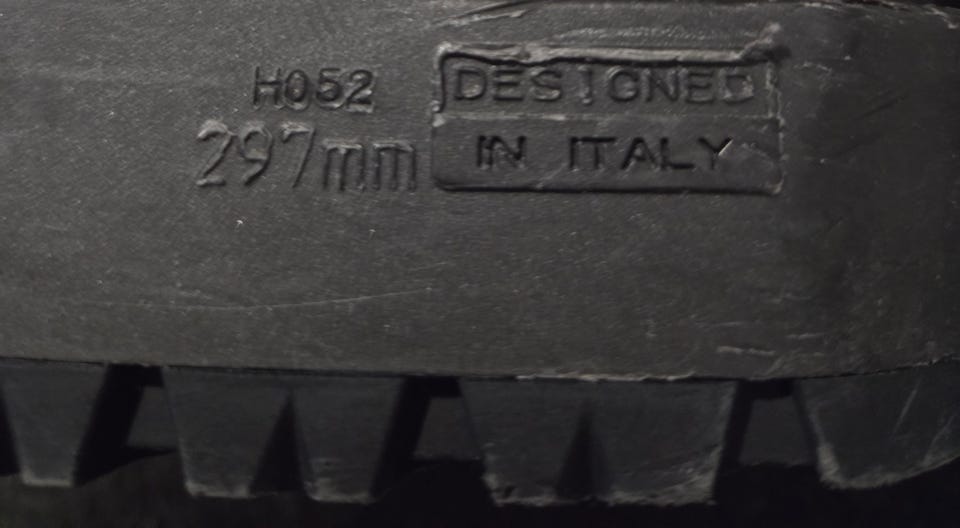 H052
297mm
DESIGNED
IN ITALY